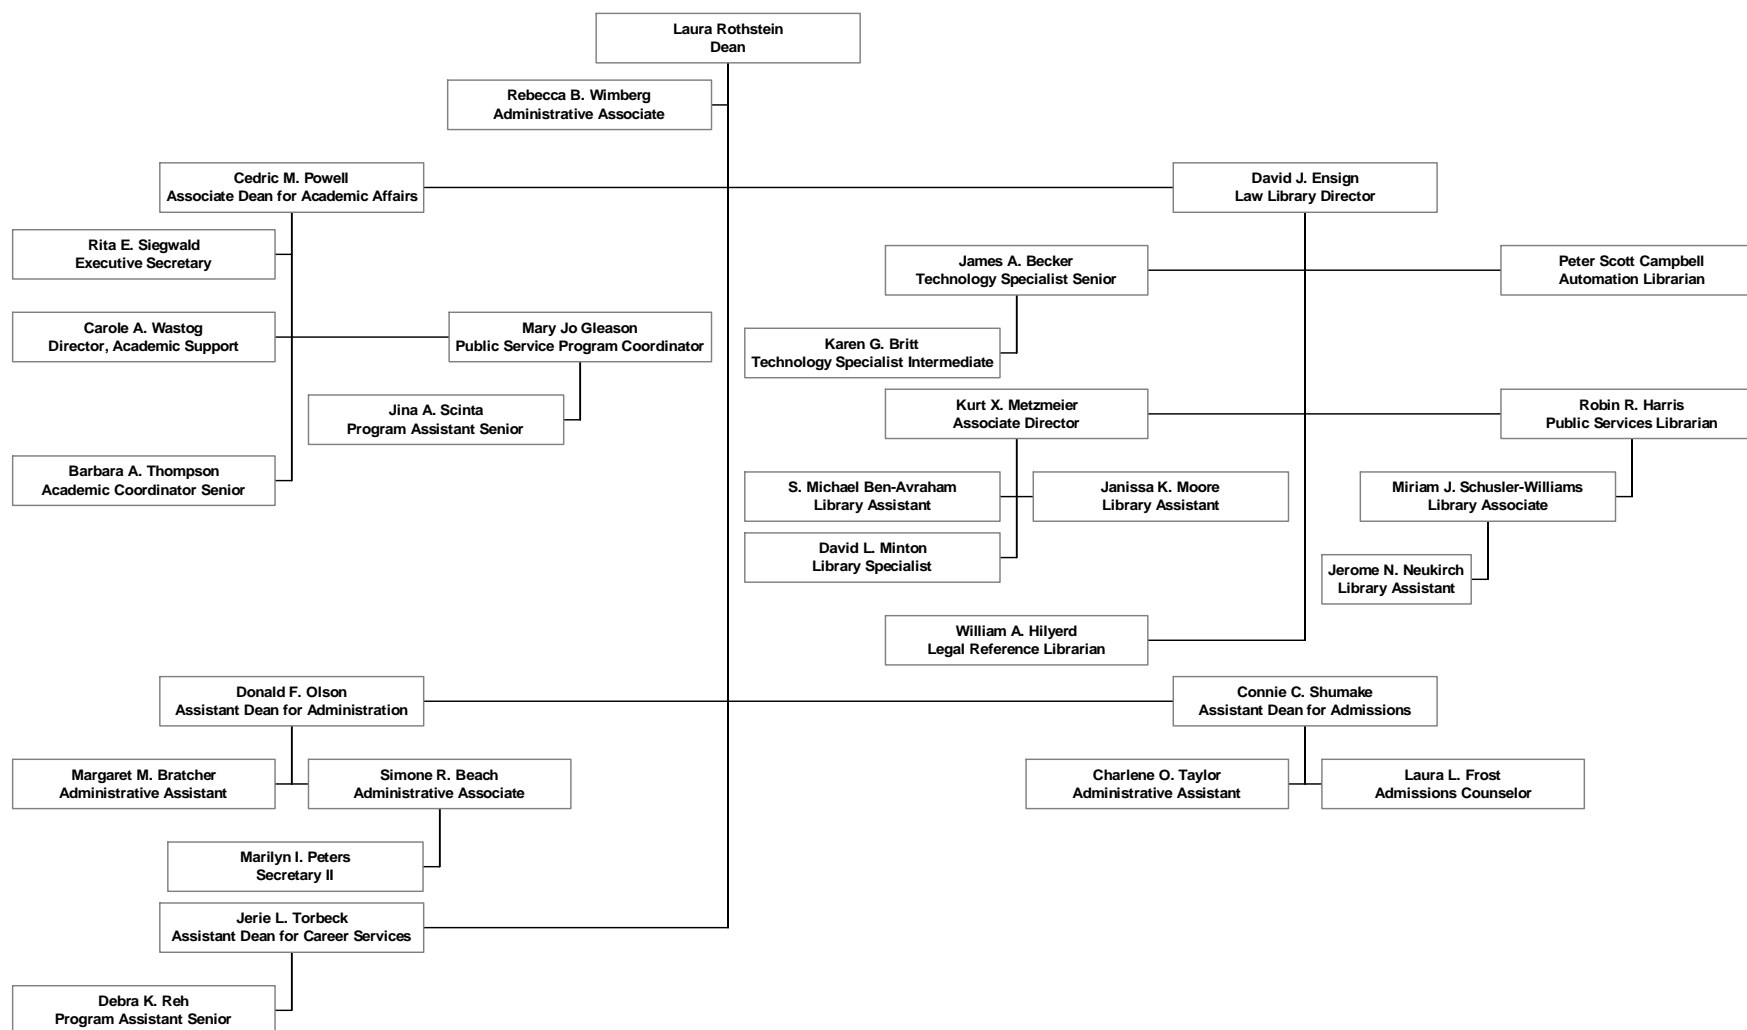 Laura Rothstein
Dean
Rebecca B. Wimberg
Administrative Associate
Cedric M. Powell
Associate Dean for Academic Affairs
David J. Ensign
Law Library Director
Rita E. Siegwald
Executive Secretary
James A. Becker
Technology Specialist Senior
Peter Scott Campbell
Automation Librarian
Carole A. Wastog
Director, Academic Support
Mary Jo Gleason
Public Service Program Coordinator
Karen G. Britt
Technology Specialist Intermediate
Jina A. Scinta
Program Assistant Senior
Kurt X. Metzmeier
Associate Director
Robin R. Harris
Public Services Librarian
Barbara A. Thompson
Academic Coordinator Senior
S. Michael Ben-Avraham
Library Assistant
Janissa K. Moore
Library Assistant
Miriam J. Schusler-Williams
Library Associate
David L. Minton
Library Specialist
Jerome N. Neukirch
Library Assistant
William A. Hilyerd
Legal Reference Librarian
Donald F. Olson
Assistant Dean for Administration
Connie C. Shumake
Assistant Dean for Admissions
Margaret M. Bratcher
Administrative Assistant
Simone R. Beach
Administrative Associate
Charlene O. Taylor
Administrative Assistant
Laura L. Frost
Admissions Counselor
Marilyn I. Peters
Secretary II
Jerie L. Torbeck
Assistant Dean for Career Services
Debra K. Reh
Program Assistant Senior